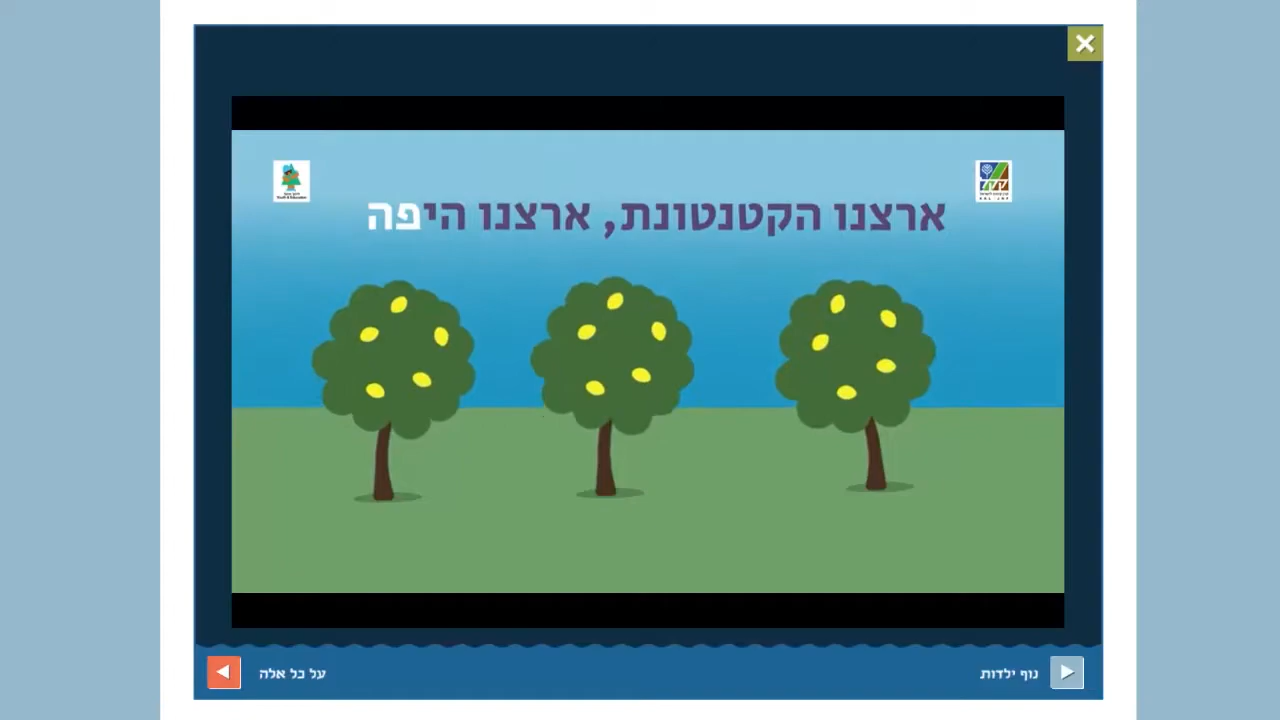 ארצנו הקטנטונת, ארצנו היפה
נוף ילדות
על כל אלה